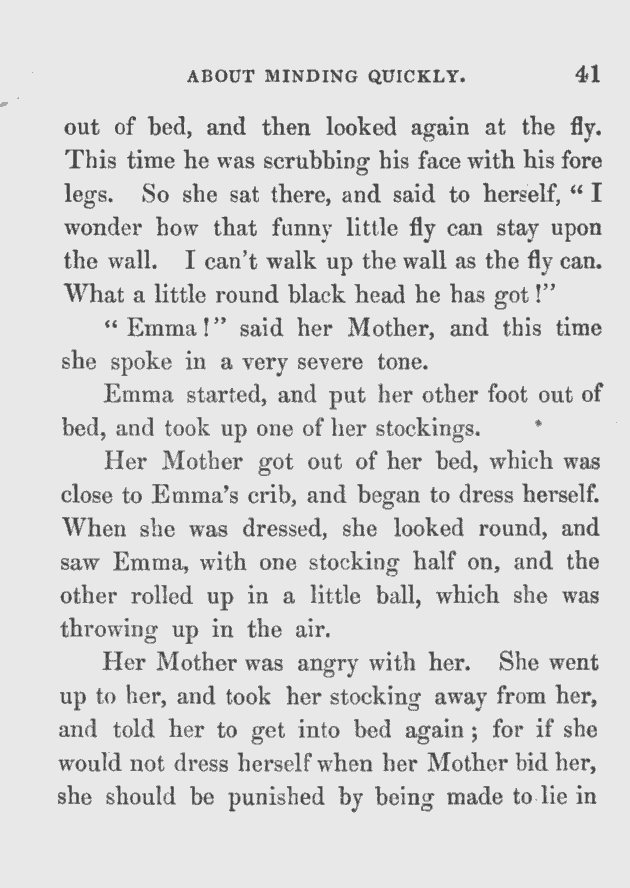 ABOUT MINDING QUICKLY. 41
out of bed, and then looked again at the fly.
This time he was scrubbing his face with his fore
legs. So she sat there, and said to herself, “ I
wonder how that funny little fly can stay upon
the wall. I can't walk up the wall as the fly can.
What a little round black head he has got !”
“ Emma !” said her Mother, and this time
she spoke in a very severe tone.
Emma started, and put her other foot out of
bed, and took up one of her stockings.
Her Mother got out of her bed, which was
close to Emma's crib, and began to dress herself.
When she was dressed, she looked round, and
saw Emma, with one stocking half on, and the
other rolled up in a little ball, which she was
throwing up in the air.
Her Mother was angry with her. She went
up to her, and took her stocking away from her,
and told her to get into bed again ; for if she
would not dress herself when her Mother bid her,
she should be punished by being made to lie in